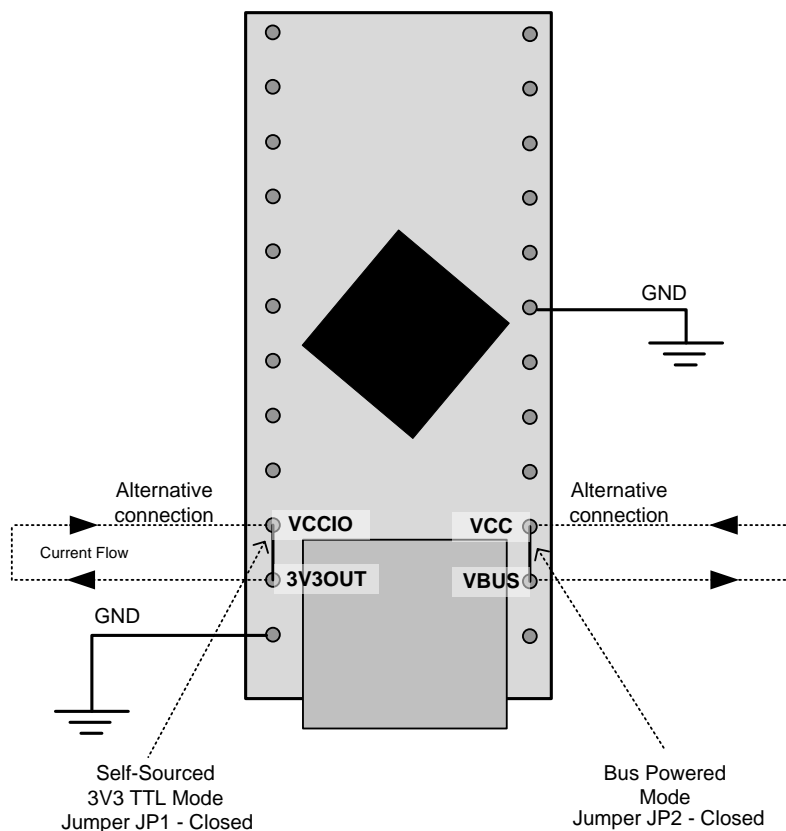 GND
Alternative
connection
VCCIO
VCC
Alternative
connection
Current Flow
3V3OUT
VBUS
GND
Self-Sourced
3V3 TTL Mode
Jumper JP1 - Closed
Bus Powered
Mode
Jumper JP2 - Closed